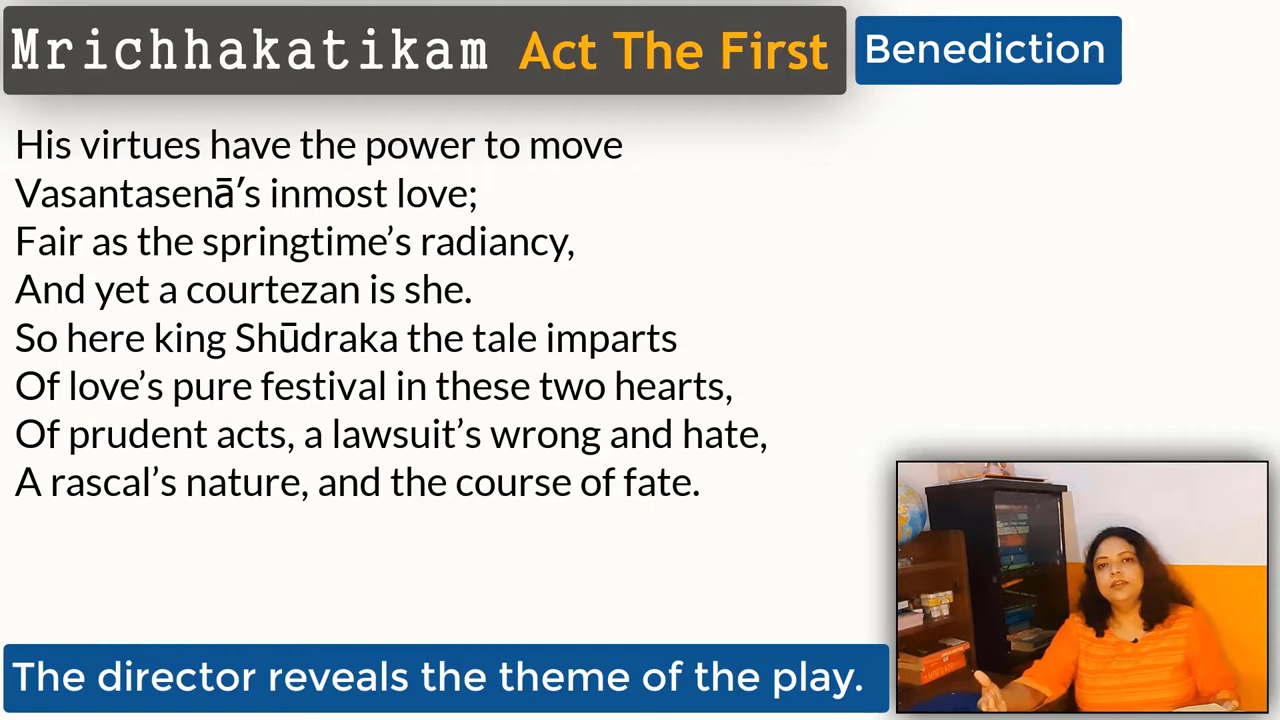 Mrichhakatikam Act The First
Benediction
His virtues have the power to move
Vasantasenā’s inmost love;
Fair as the springtime’s radiancy,
And yet a courtezan is she.
So here king Shūdraka the tale imparts
Of love’s pure festival in these two hearts,
Of prudent acts, a lawsuit’s wrong and hate,
A rascal’s nature, and the course of fate.
The director reveals the theme of the play.